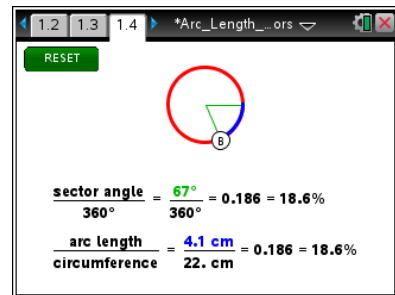 1.2 1.3 1.4 *Arc_Length_...ors
RESET
B
sector angle / 360° = 67° / 360° = 0.186 = 18.6%
arc length / circumference = 4.1 cm / 22. cm = 0.186 = 18.6%